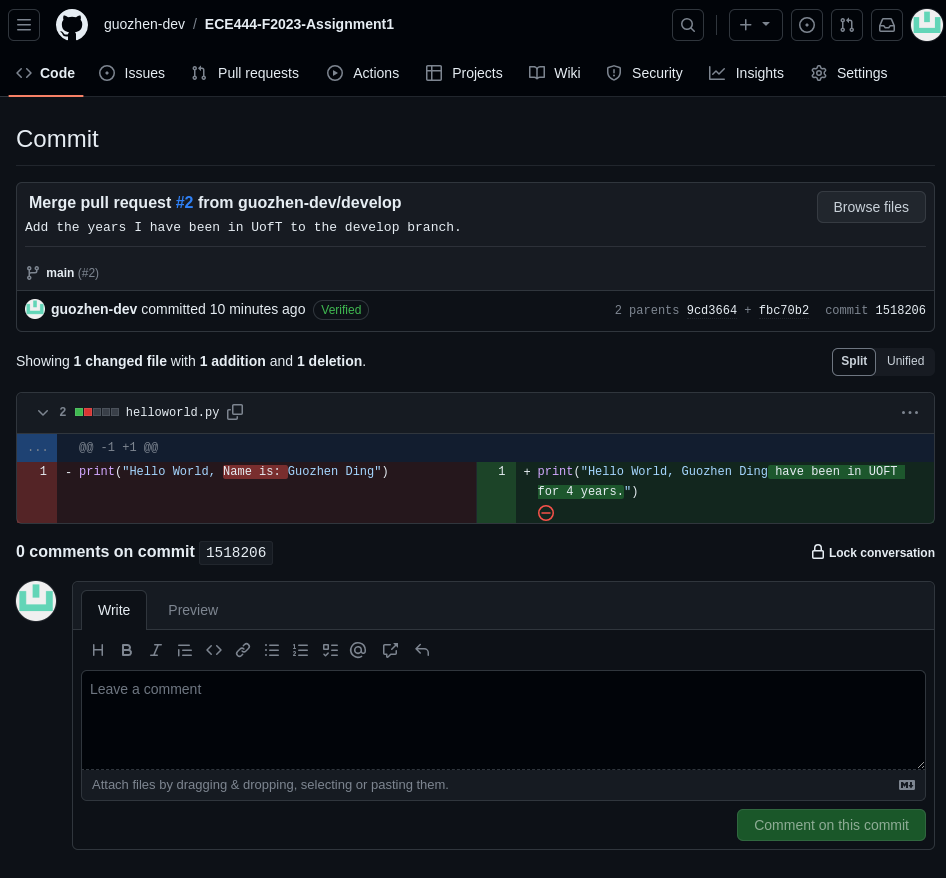 guozhen-dev / ECE444-F2023-Assignment1
Code Issues Pull requests Actions Projects Wiki Security Insights Settings
Commit
Merge pull request #2 from guozhen-dev/develop
Browse files
Add the years I have been in UofT to the develop branch.
main (#2)
guozhen-dev committed 10 minutes ago Verified 2 parents 9cd3664 + fbc70b2 commit 1518206
Showing 1 changed file with 1 addition and 1 deletion.
Split Unified
2 helloworld.py
... @@ -1 +1 @@
1 - print("Hello World, Name is: Guozhen Ding") 1 + print("Hello World, Guozhen Ding have been in UOFT
for 4 years.")
0 comments on commit 1518206
Lock conversation
Write Preview
H B I
Leave a comment
Attach files by dragging & dropping, selecting or pasting them.
Comment on this commit